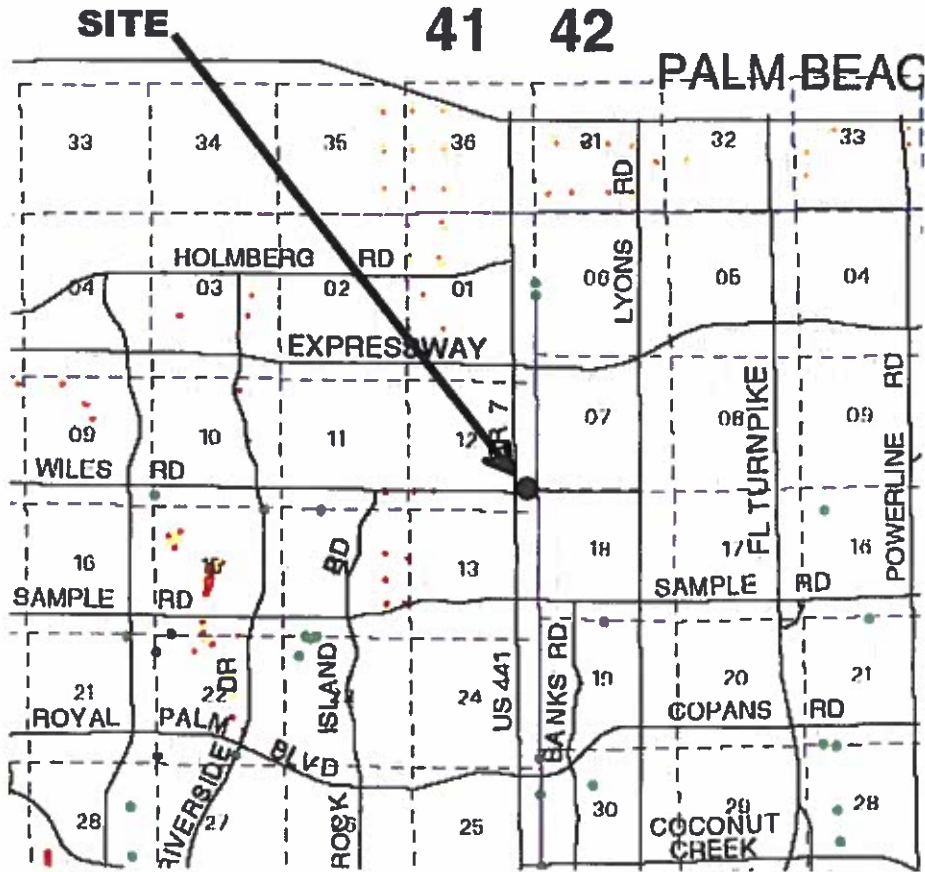 SITE
41 42
PALM BEAC
33 34 35 36 31 32 33
HOLMBERG RD
04 03 02 01 06 05 04
LYONS RD
EXPRESSWAY
09 10 11 12 07 08 09
R 7
FL TURNPIKE
POWERLINE RD
WILES RD
16 13 18 17 16
SAMPLE RD
SAMPLE RD
21 22 24 19 20 21
ROYAL PALM BLVD
RIVERSIDE DR
ROCK ISLAND
US 441
BANKS RD
COPANS RD
28 27 25 30 29 28
COCONUT
CREEK